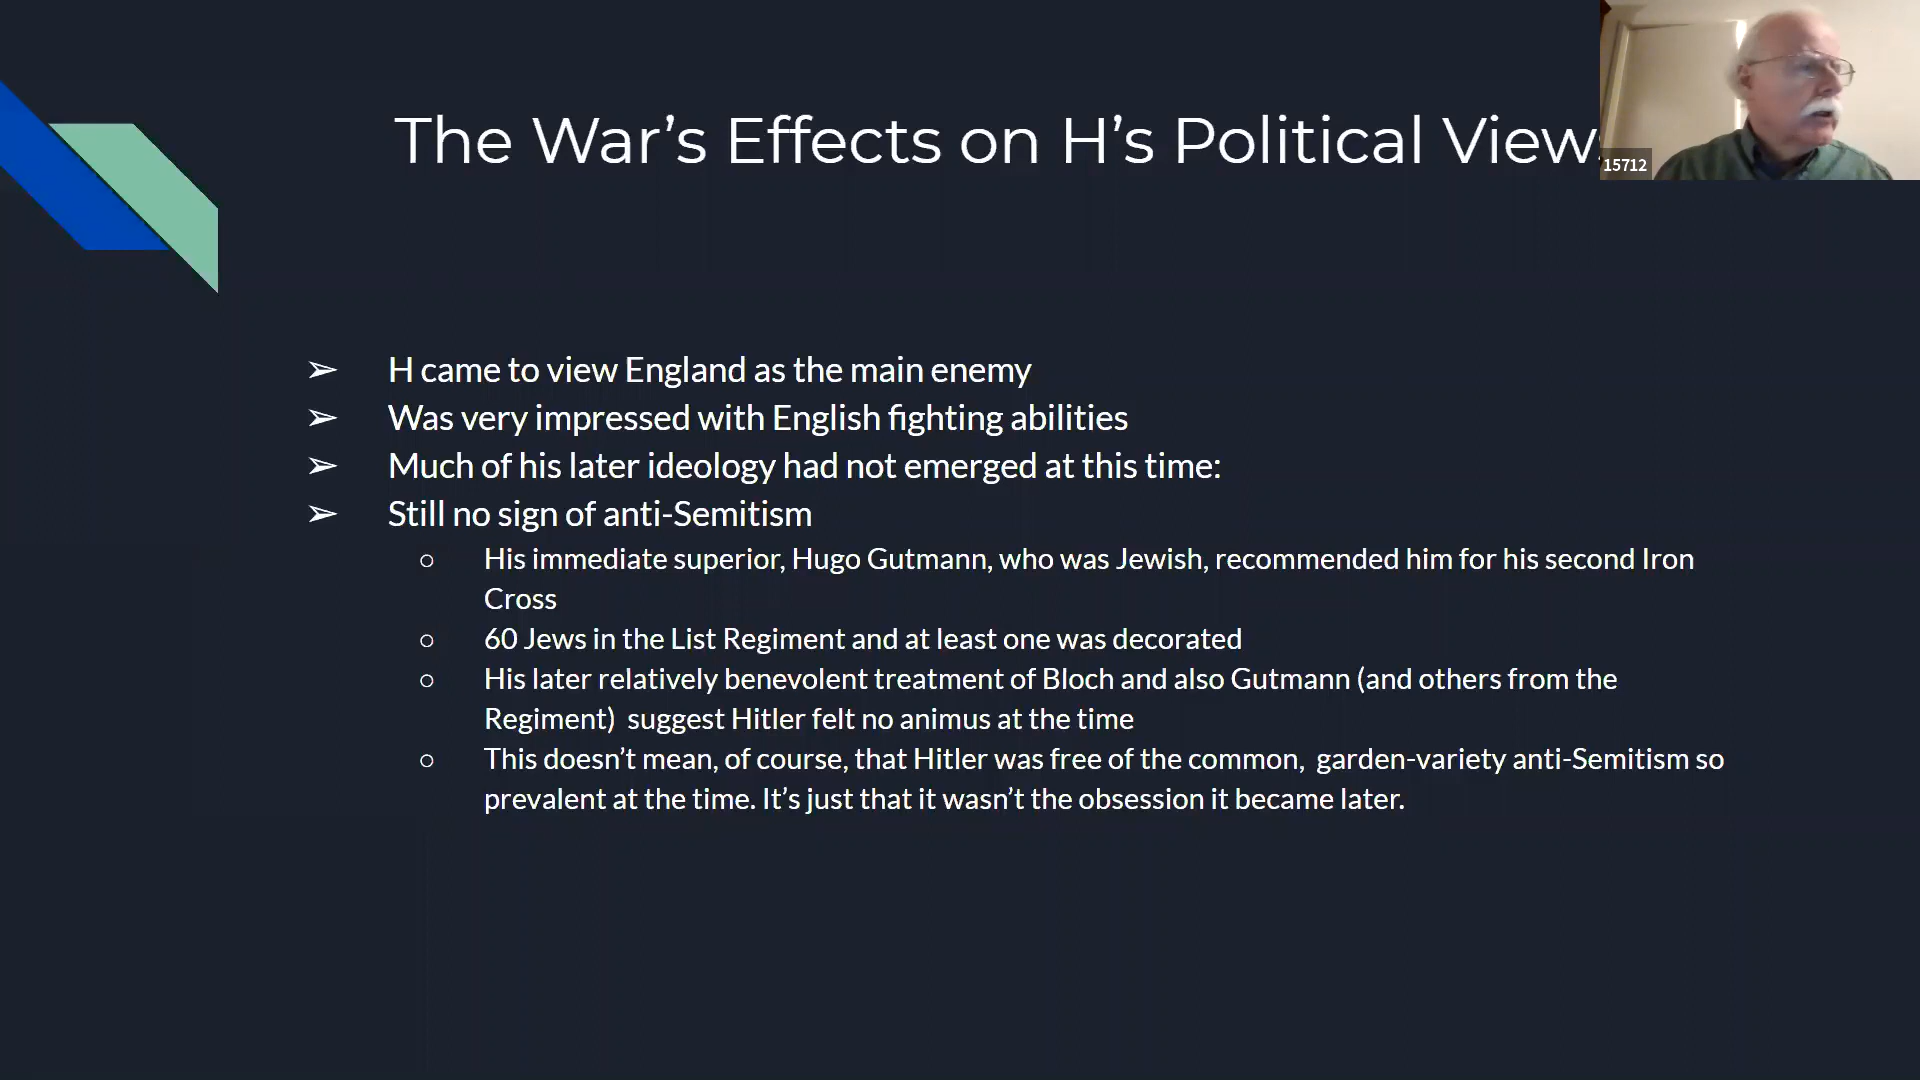 The War’s Effects on H’s Political View
15712
➢ H came to view England as the main enemy
➢ Was very impressed with English fighting abilities
➢ Much of his later ideology had not emerged at this time:
➢ Still no sign of anti-Semitism
○ His immediate superior, Hugo Gutmann, who was Jewish, recommended him for his second Iron
Cross
○ 60 Jews in the List Regiment and at least one was decorated
○ His later relatively benevolent treatment of Bloch and also Gutmann (and others from the
Regiment)  suggest Hitler felt no animus at the time
○ This doesn’t mean, of course, that Hitler was free of the common,  garden-variety anti-Semitism so
prevalent at the time. It’s just that it wasn’t the obsession it became later.